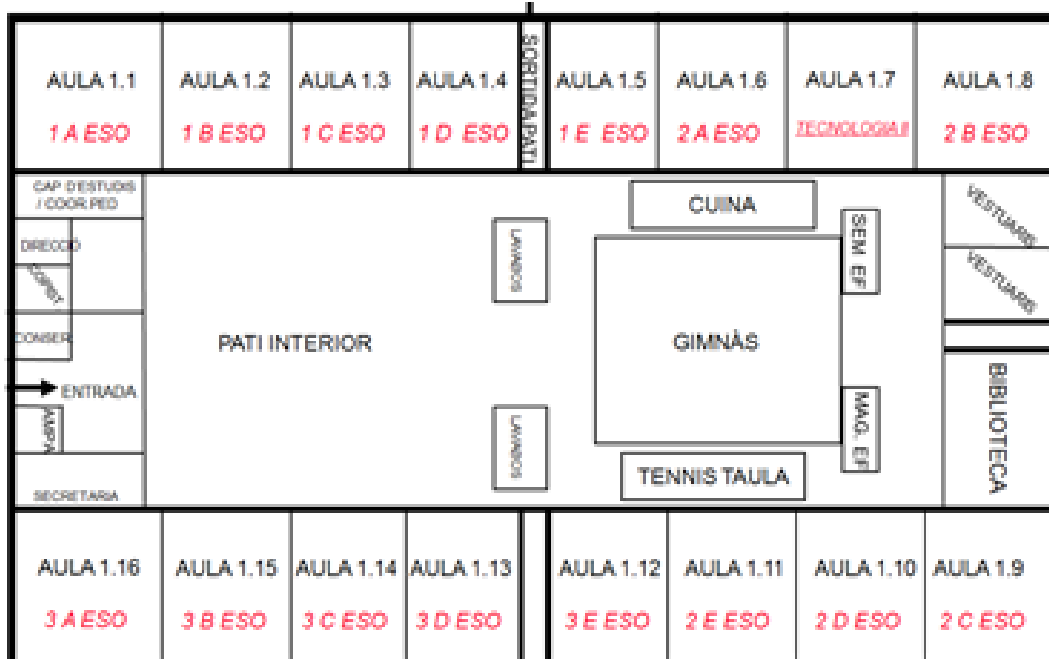 AULA 1.1
1 A ESO
AULA 1.2
1 B ESO
AULA 1.3
1 C ESO
AULA 1.4
1 D ESO
SORTIDA PATI
AULA 1.5
1 E ESO
AULA 1.6
2 A ESO
AULA 1.7
TECNOLOGIA II
AULA 1.8
2 B ESO
CAP D'ESTUDIS
/ COOR.PED
DIRECCIÓ
CONSER
ENTRADA
AMPA
SECRETARIA
PATI INTERIOR
LAVABOS
LAVABOS
CUINA
GIMNÀS
SEM. EF
MAG. EF
TENNIS TAULA
VESTUARIS
VESTUARIS
BIBLIOTECA
AULA 1.16
3 A ESO
AULA 1.15
3 B ESO
AULA 1.14
3 C ESO
AULA 1.13
3 D ESO
AULA 1.12
3 E ESO
AULA 1.11
2 E ESO
AULA 1.10
2 D ESO
AULA 1.9
2 C ESO